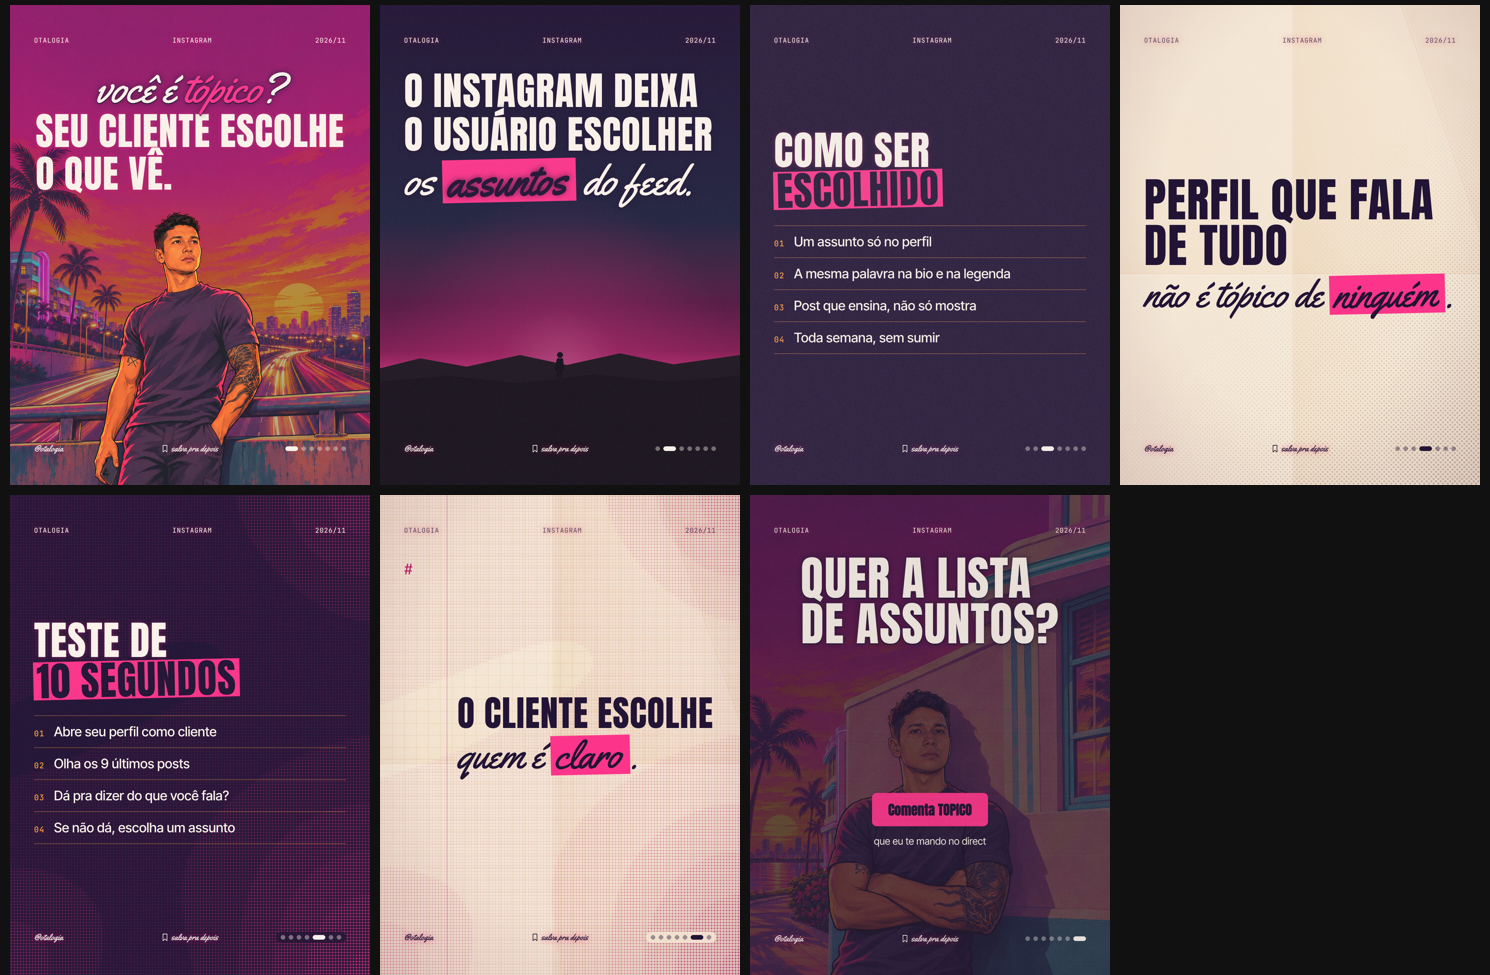 OTALOGIA INSTAGRAM 2026/11
você é tópico?
SEU CLIENTE ESCOLHE
O QUE VÊ.
@otalogia salva pra depois
OTALOGIA INSTAGRAM 2026/11
O INSTAGRAM DEIXA
O USUÁRIO ESCOLHER
os assuntos do feed.
@otalogia salva pra depois
OTALOGIA INSTAGRAM 2026/11
COMO SER
ESCOLHIDO
01 Um assunto só no perfil
02 A mesma palavra na bio e na legenda
03 Post que ensina, não só mostra
04 Toda semana, sem sumir
@otalogia salva pra depois
OTALOGIA INSTAGRAM 2026/11
PERFIL QUE FALA
DE TUDO
não é tópico de ninguém.
@otalogia salva pra depois
OTALOGIA INSTAGRAM 2026/11
TESTE DE
10 SEGUNDOS
01 Abre seu perfil como cliente
02 Olha os 9 últimos posts
03 Dá pra dizer do que você fala?
04 Se não dá, escolha um assunto
@otalogia salva pra depois
OTALOGIA INSTAGRAM 2026/11
#
O CLIENTE ESCOLHE
quem é claro.
@otalogia salva pra depois
OTALOGIA INSTAGRAM 2026/11
QUER A LISTA
DE ASSUNTOS?
Comenta TOPICO
que eu te mando no direct
@otalogia salva pra depois